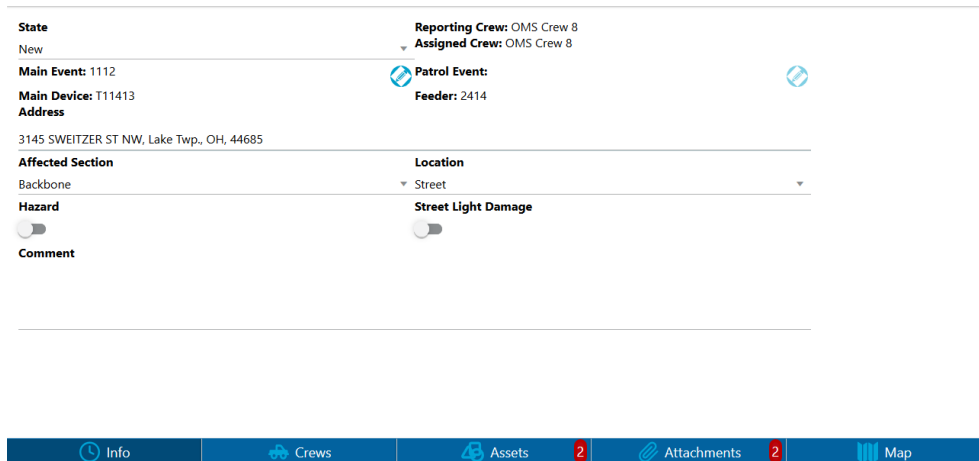 State
Reporting Crew: OMS Crew 8
New
Assigned Crew: OMS Crew 8
Main Event: 1112
Patrol Event:
Main Device: T11413
Feeder: 2414
Address
3145 SWEITZER ST NW, Lake Twp., OH, 44685
Affected Section
Location
Backbone
Street
Hazard
Street Light Damage
Comment
Info
Crews
Assets 2
Attachments 2
Map